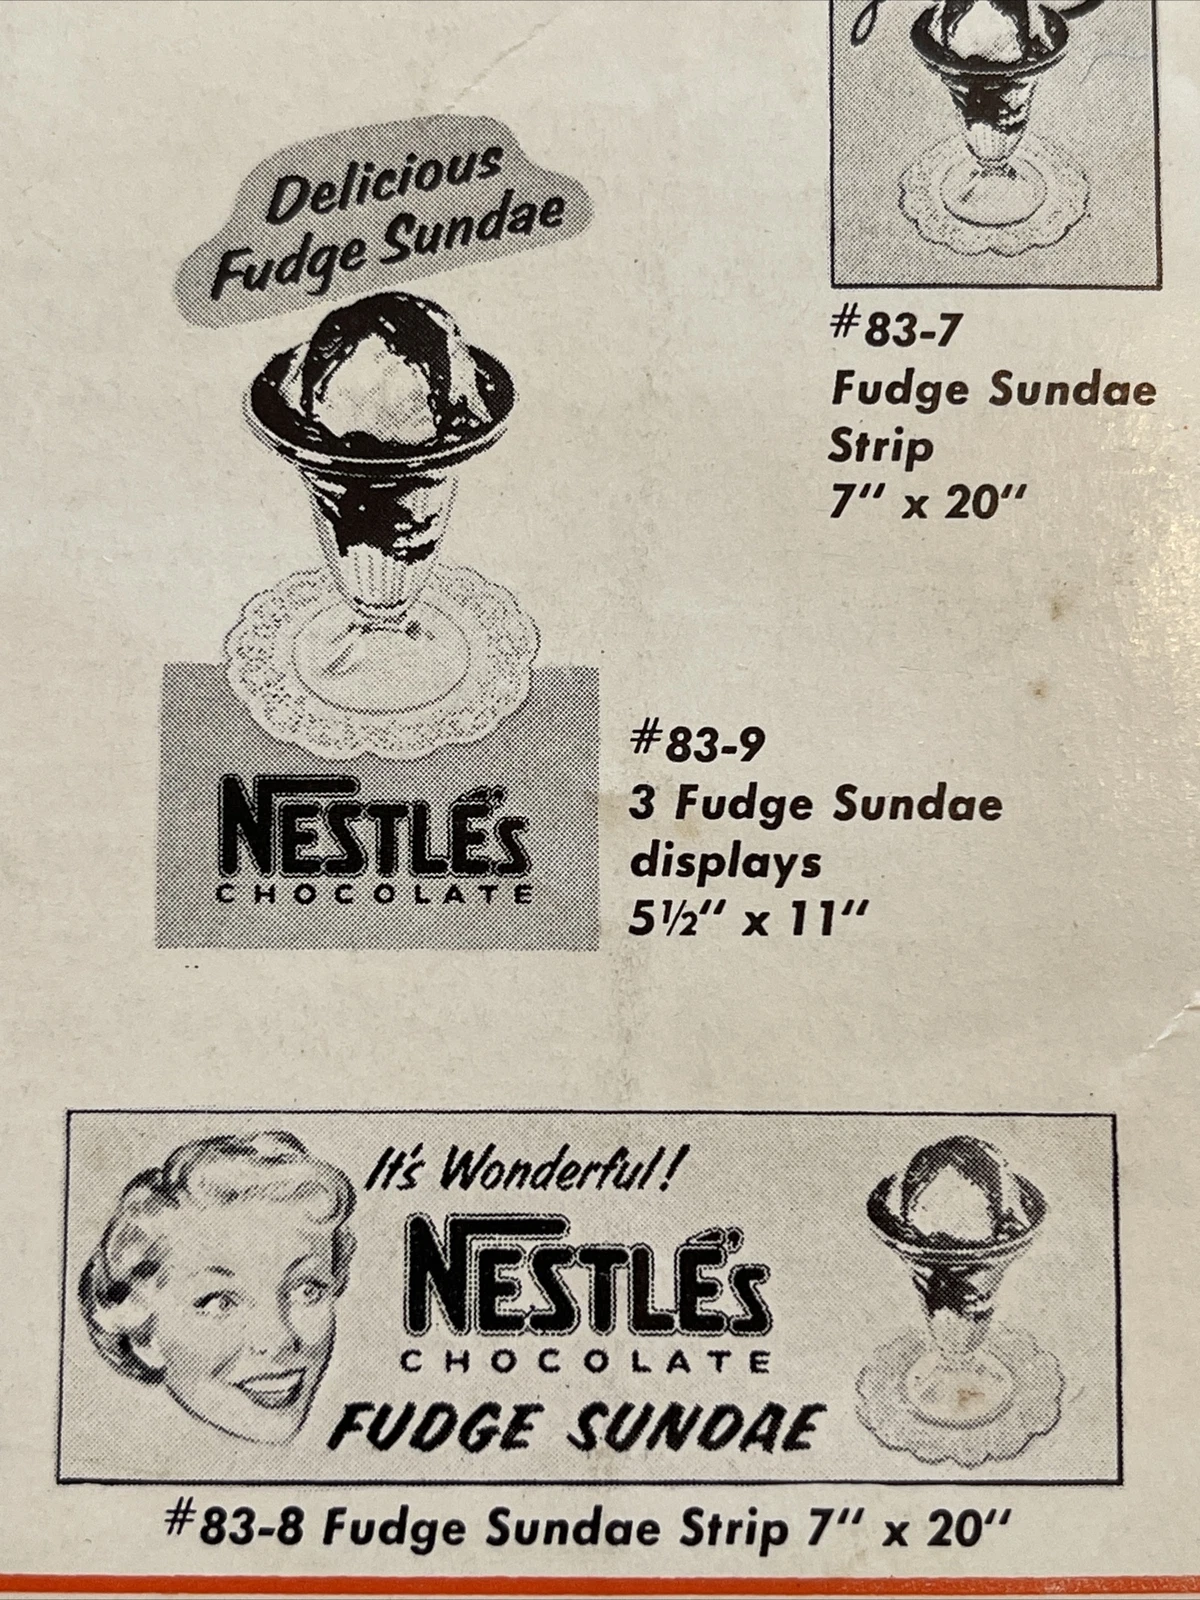 Delicious
Fudge Sundae
#83-7
Fudge Sundae
Strip
7" x 20"
NESTLÉ'S
CHOCOLATE
#83-9
3 Fudge Sundae
displays
5½" x 11"
It's Wonderful!
NESTLÉ'S
CHOCOLATE
FUDGE SUNDAE
#83-8 Fudge Sundae Strip 7" x 20"